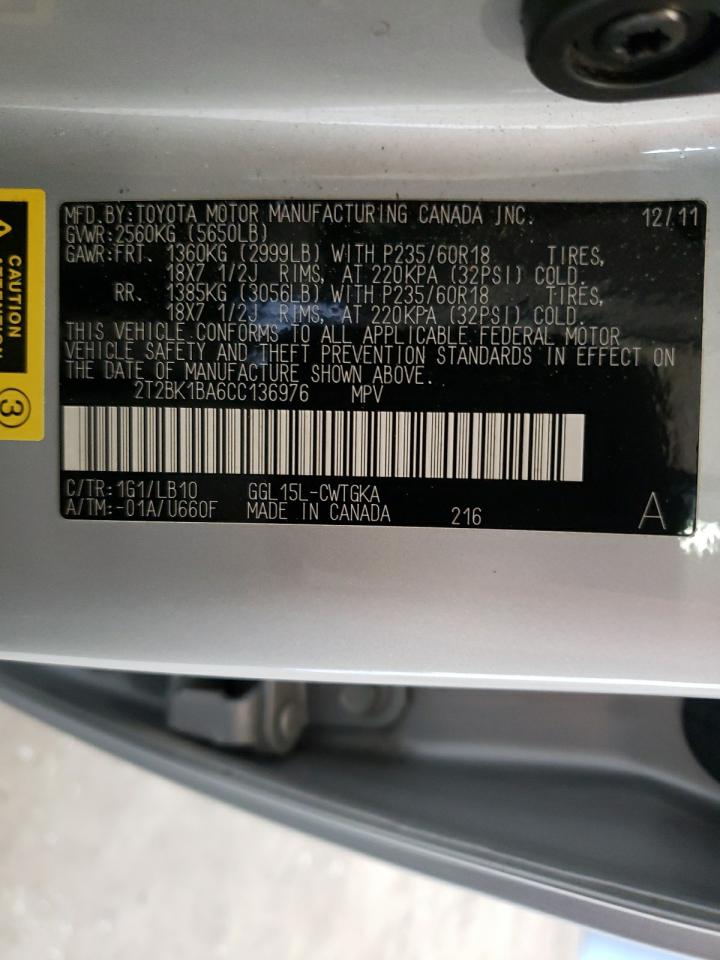 MFD.BY:TOYOTA MOTOR MANUFACTURING CANADA INC. 12/11
GVWR:2560KG (5650LB)
GAWR:FRT. 1360KG (2999LB) WITH P235/60R18 TIRES,
18X7 1/2J RIMS, AT 220KPA (32PSI) COLD.
RR. 1385KG (3056LB) WITH P235/60R18 TIRES,
18X7 1/2J RIMS, AT 220KPA (32PSI) COLD.
THIS VEHICLE CONFORMS TO ALL APPLICABLE FEDERAL MOTOR
VEHICLE SAFETY AND THEFT PREVENTION STANDARDS IN EFFECT ON
THE DATE OF MANUFACTURE SHOWN ABOVE.
2T2BK1BA6CC136976 MPV
C/TR:1G1/LB10 GGL15L-CWTGKA
A/TM:-01A/U660F MADE IN CANADA 216 A
CAUTION
3